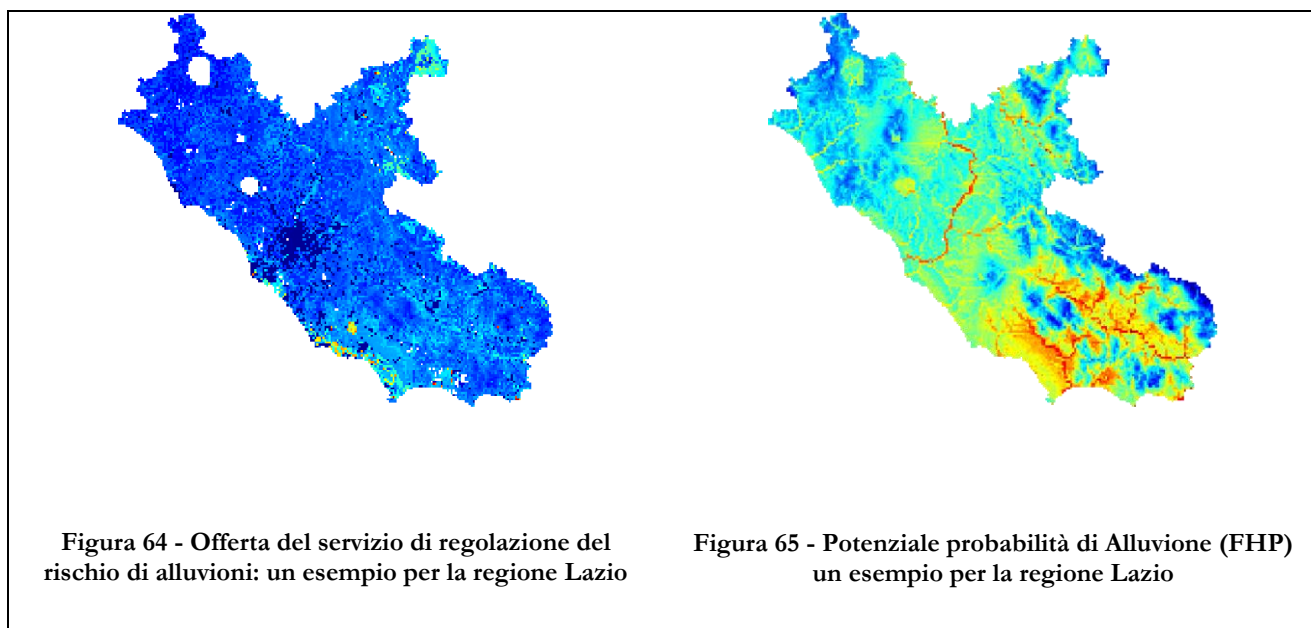 Figura 64 - Offerta del servizio di regolazione del
rischio di alluvioni: un esempio per la regione Lazio
Figura 65 - Potenziale probabilità di Alluvione (FHP)
un esempio per la regione Lazio